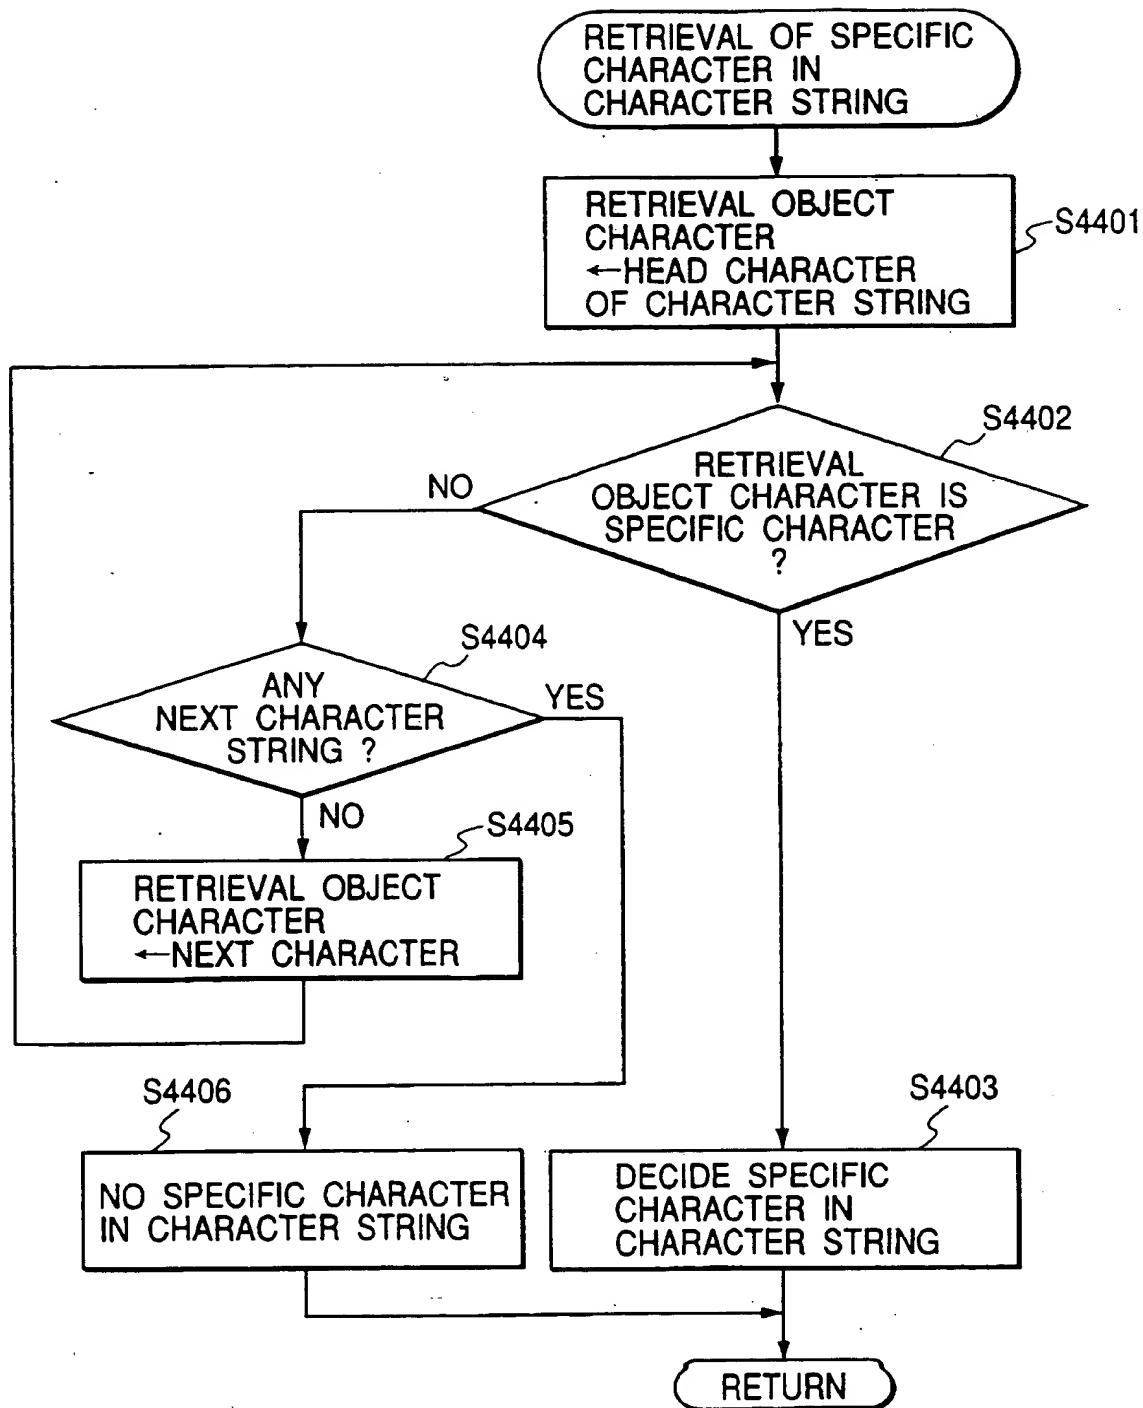 RETRIEVAL OF SPECIFIC
CHARACTER IN
CHARACTER STRING
RETRIEVAL OBJECT
CHARACTER
←HEAD CHARACTER
OF CHARACTER STRING
S4401
S4402
RETRIEVAL
OBJECT CHARACTER IS
SPECIFIC CHARACTER
?
NO
YES
S4404
ANY
NEXT CHARACTER
STRING ?
YES
NO
S4405
RETRIEVAL OBJECT
CHARACTER
←NEXT CHARACTER
S4406
NO SPECIFIC CHARACTER
IN CHARACTER STRING
S4403
DECIDE SPECIFIC
CHARACTER IN
CHARACTER STRING
RETURN